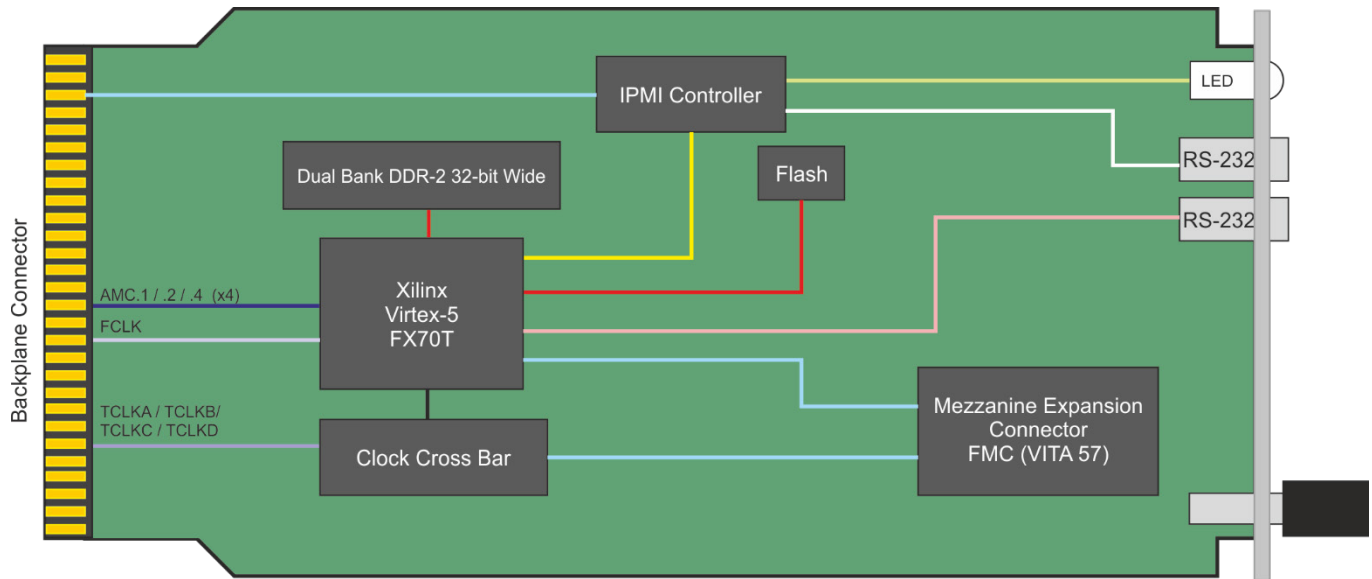 LED
IPMI Controller
RS-232
Dual Bank DDR-2 32-bit Wide
Flash
RS-232
Backplane Connector
AMC.1 / .2 / .4  (x4)
FCLK
Xilinx
Virtex-5
FX70T
TCLKA / TCLKB/
TCLKC / TCLKD
Clock Cross Bar
Mezzanine Expansion
Connector
FMC (VITA 57)